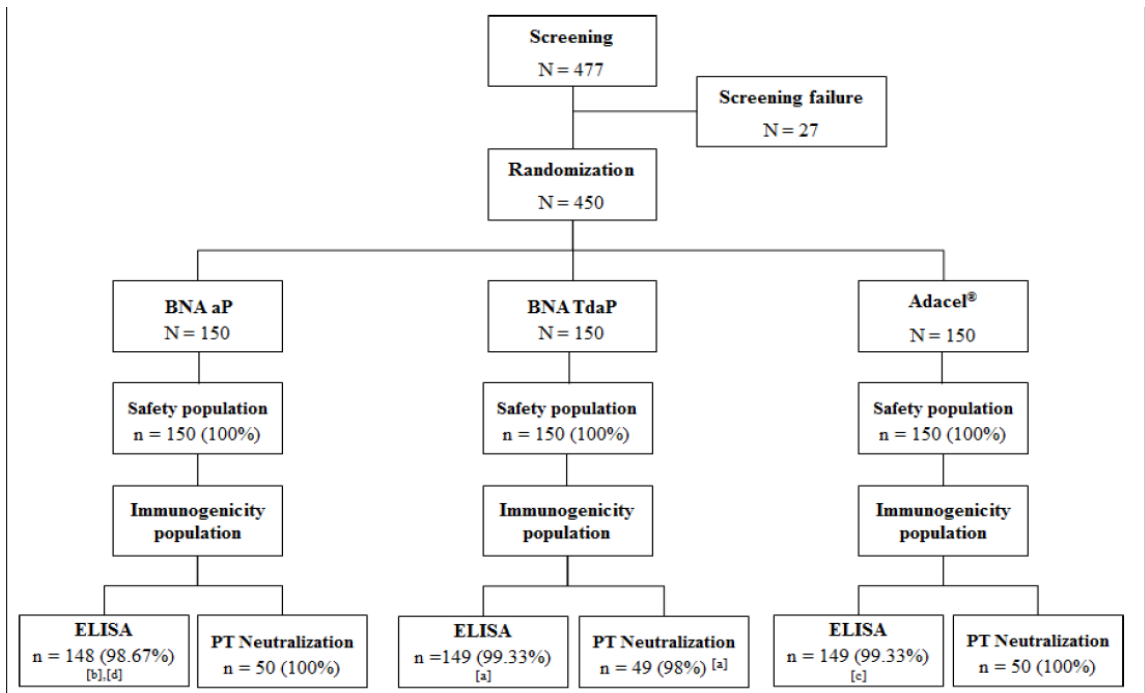 Screening
N = 477
Screening failure
N = 27
Randomization
N = 450
BNA aP
N = 150
BNA TdaP
N = 150
Adacel®
N = 150
Safety population
n = 150 (100%)
Safety population
n = 150 (100%)
Safety population
n = 150 (100%)
Immunogenicity
population
Immunogenicity
population
Immunogenicity
population
ELISA
n = 148 (98.67%)
[b],[d]
PT Neutralization
n = 50 (100%)
ELISA
n =149 (99.33%)
[a]
PT Neutralization
n = 49 (98%) [a]
ELISA
n = 149 (99.33%)
[c]
PT Neutralization
n = 50 (100%)